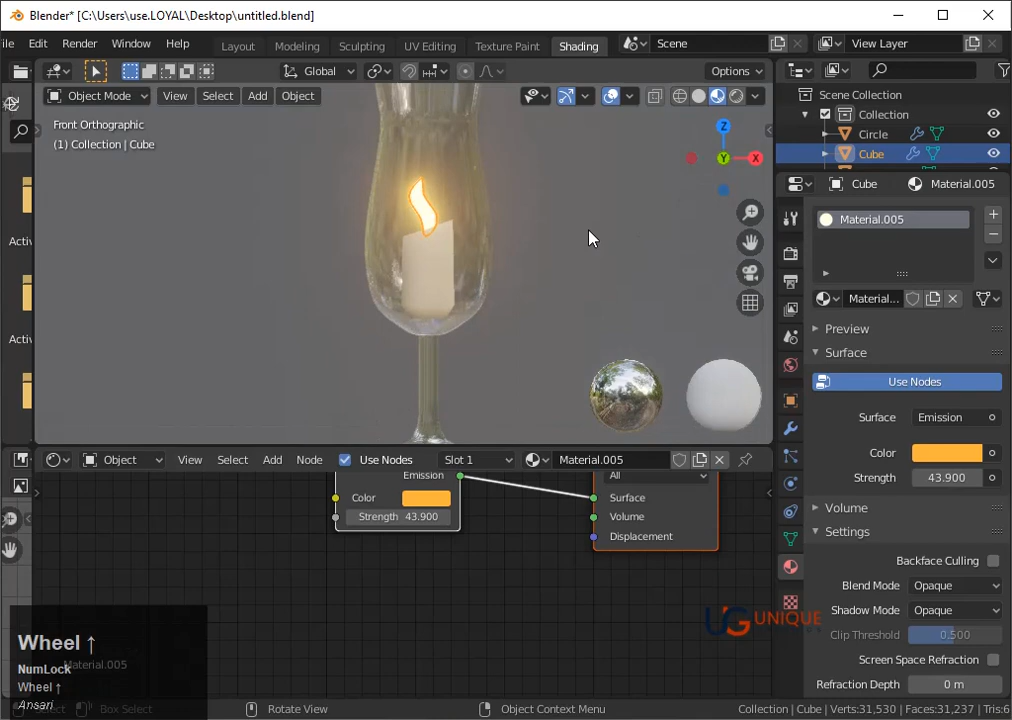 Blender* [C:\Users\use.LOYAL\Desktop\untitled.blend]
ile Edit Render Window Help Layout Modeling Sculpting UV Editing Texture Paint Shading Scene View Layer
Global Options
Object Mode View Select Add Object
Front Orthographic
(1) Collection | Cube
Z
Y
X
Scene Collection
Collection
Circle
Cube
Cube Material.005
Material.005
Activ
Activ
Materia...
Preview
Surface
Use Nodes
Surface Emission
Color
Strength 43.900
Volume
Settings
Backface Culling
Blend Mode Opaque
Shadow Mode Opaque
Clip Threshold 0.500
Screen Space Refraction
Refraction Depth 0 m
Object View Select Add Node Use Nodes Slot 1 Material.005
Emission
Color
Strength 43.900
All
Surface
Volume
Displacement
UG UNIQUE
Wheel ↑
NumLock
Material.005
Wheel ↑
Ansari
Select Box Select Rotate View Object Context Menu Collection | Cube | Verts:31,530 | Faces:31,237 | Tris:6